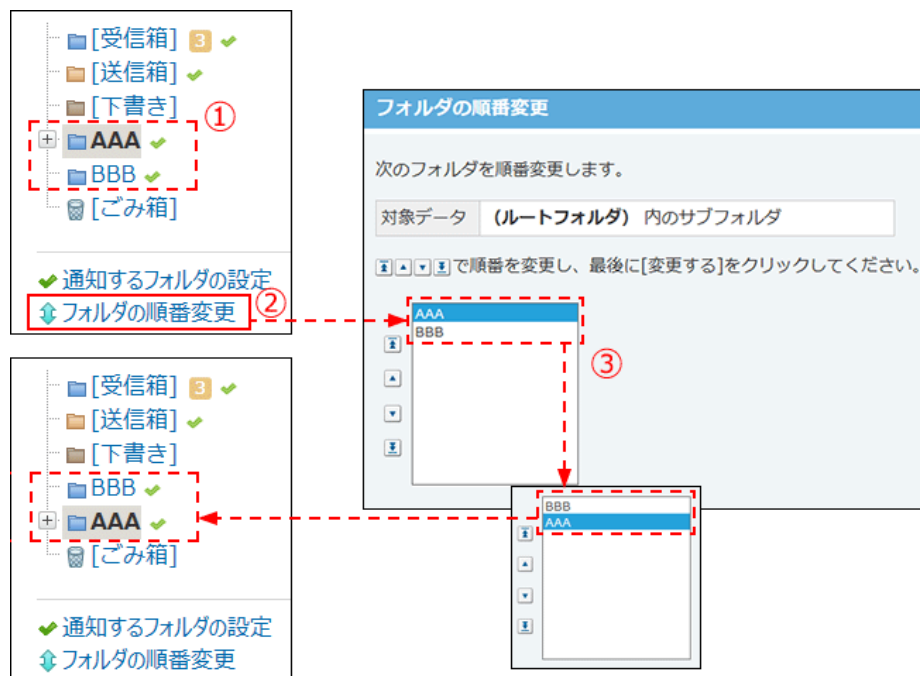 [受信箱] 3
[送信箱]
[下書き]
①
AAA
BBB
[ごみ箱]
通知するフォルダの設定
②
フォルダの順番変更
フォルダの順番変更
次のフォルダを順番変更します。
対象データ (ルートフォルダ) 内のサブフォルダ
で順番を変更し、最後に[変更する]をクリックしてください。
AAA
BBB
③
BBB
AAA
[受信箱] 3
[送信箱]
[下書き]
BBB
AAA
[ごみ箱]
通知するフォルダの設定
フォルダの順番変更